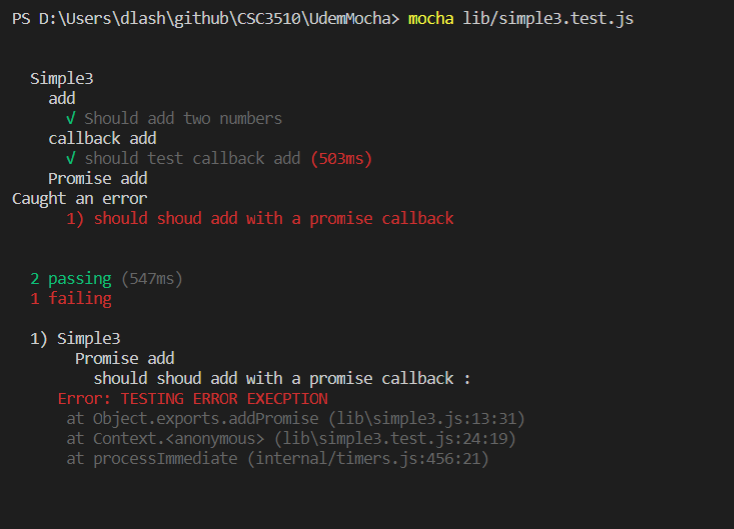 PS D:\Users\dlash\github\CSC3510\UdemMocha> mocha lib/simple3.test.js
Simple3
add
√ Should add two numbers
callback add
√ should test callback add (503ms)
Promise add
Caught an error
1) should shoud add with a promise callback
2 passing (547ms)
1 failing
1) Simple3
Promise add
should shoud add with a promise callback :
Error: TESTING ERROR EXECPTION
at Object.exports.addPromise (lib\simple3.js:13:31)
at Context.<anonymous> (lib\simple3.test.js:24:19)
at processImmediate (internal/timers.js:456:21)